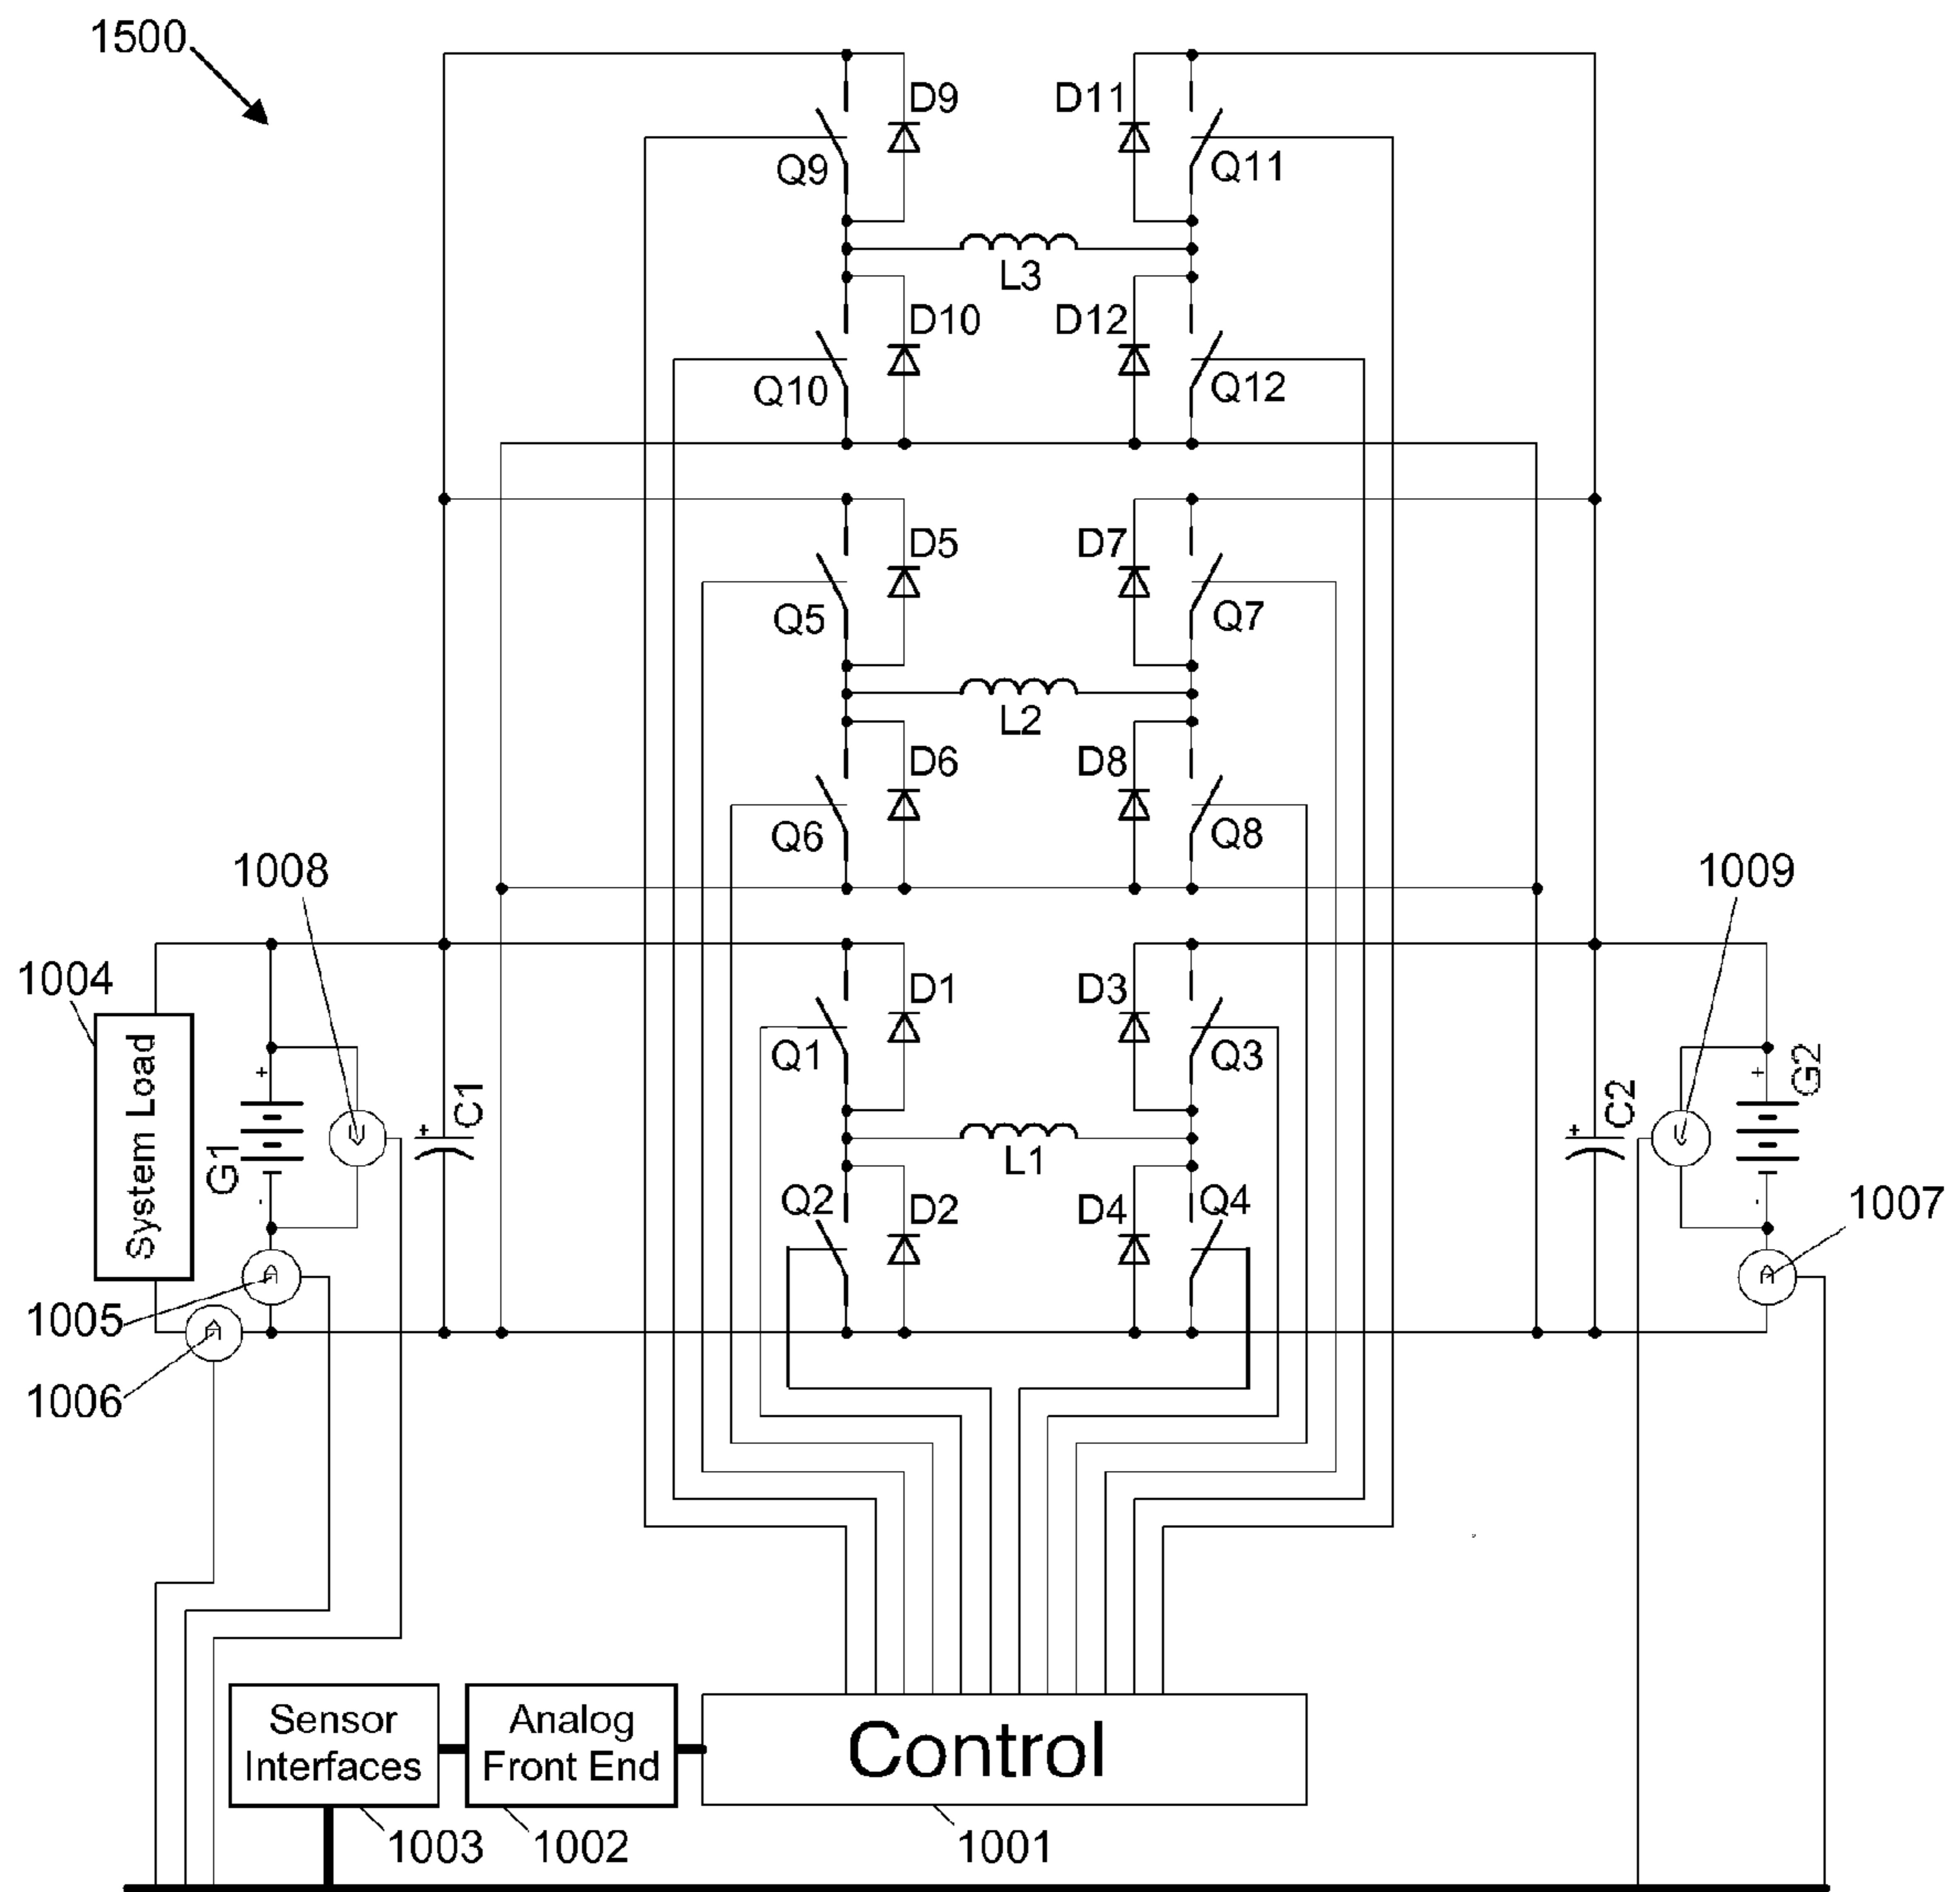 1500
D9
D11
Q9
Q11
L3
D10
D12
Q10
Q12
D5
D7
Q5
Q7
L2
D6
D8
Q6
Q8
1008
1009
1004
System Load
D1
D3
Q1
Q3
+
G1
V
+
C1
L1
+
C2
V
+
G2
Q2
D2
D4
Q4
-
-
1007
A
A
1005
A
1006
Sensor
Interfaces
Analog
Front End
Control
1003
1002
1001